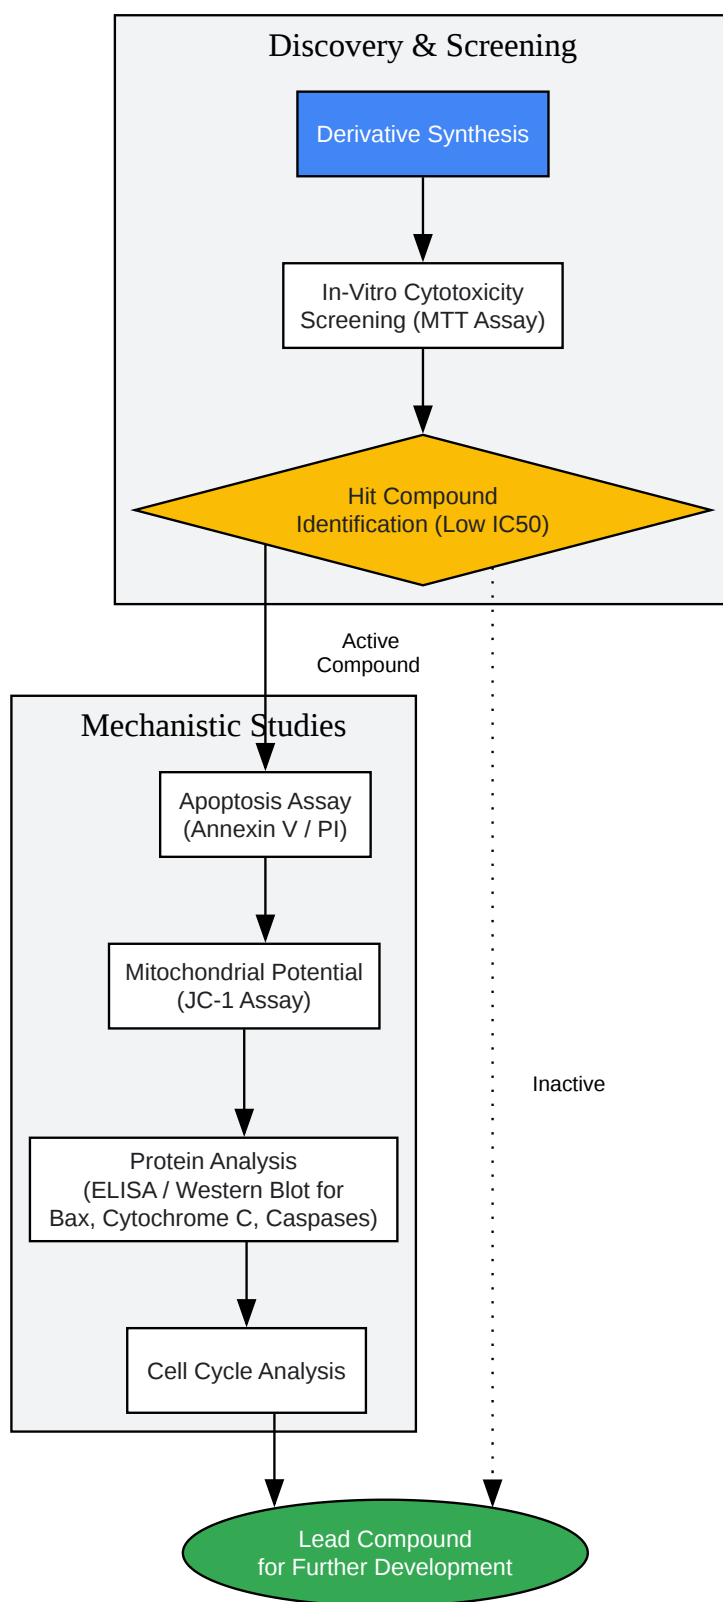 Discovery & Screening
Derivative Synthesis
In-Vitro Cytotoxicity
Screening (MTT Assay)
Hit Compound
Identification (Low IC50)
Active
Compound
Mechanistic Studies
Apoptosis Assay
(Annexin V / PI)
Mitochondrial Potential
(JC-1 Assay)
Inactive
Protein Analysis
(ELISA / Western Blot for
Bax, Cytochrome C, Caspases)
Cell Cycle Analysis
Lead Compound
for Further Development